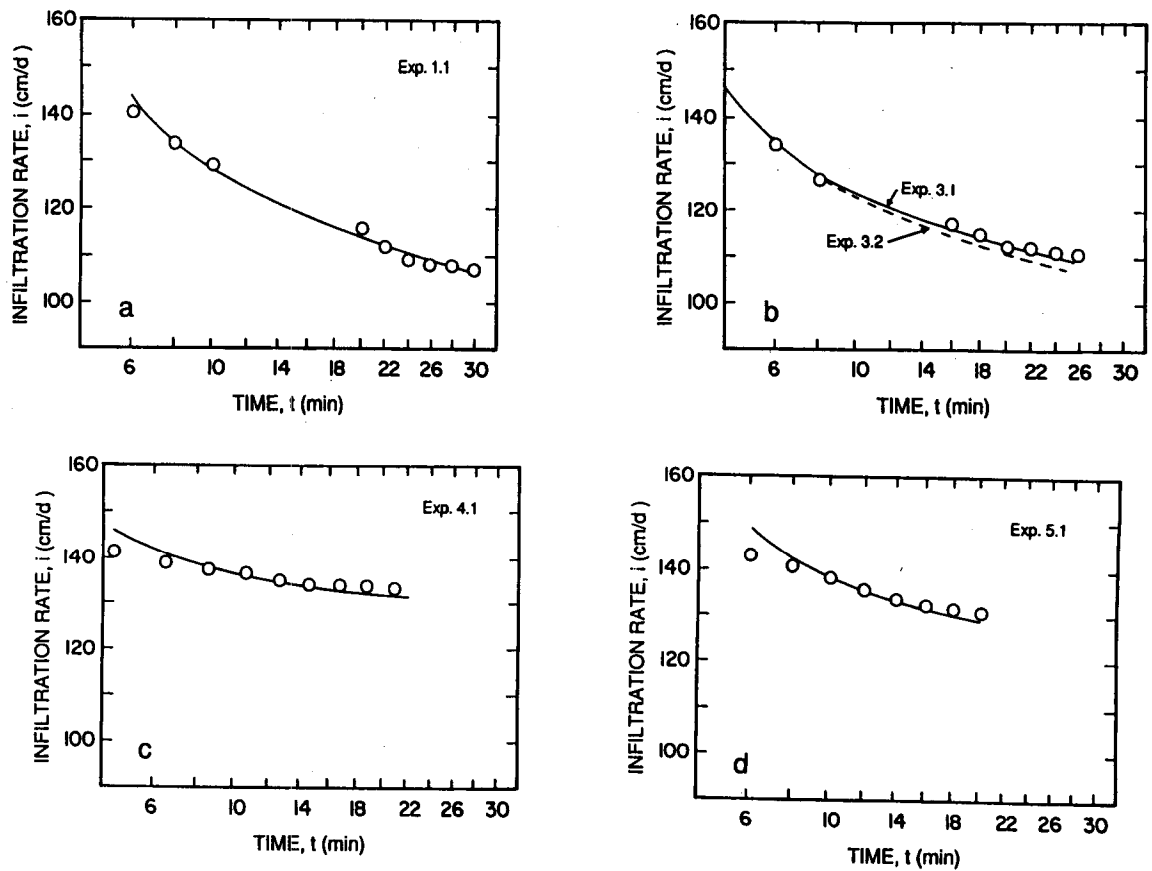 160
140
120
100
INFILTRATION RATE, i (cm/d)
Exp. 1.1
a
6 10 14 18 22 26 30
TIME, t (min)
160
140
120
100
INFILTRATION RATE, i (cm/d)
Exp. 3.1
Exp. 3.2
b
6 10 14 18 22 26 30
TIME, t (min)
160
140
120
100
INFILTRATION RATE, i (cm/d)
Exp. 4.1
c
6 10 14 18 22 26 30
TIME, t (min)
160
140
120
100
INFILTRATION RATE, i (cm/d)
Exp. 5.1
d
6 10 14 18 22 26 30
TIME, t (min)